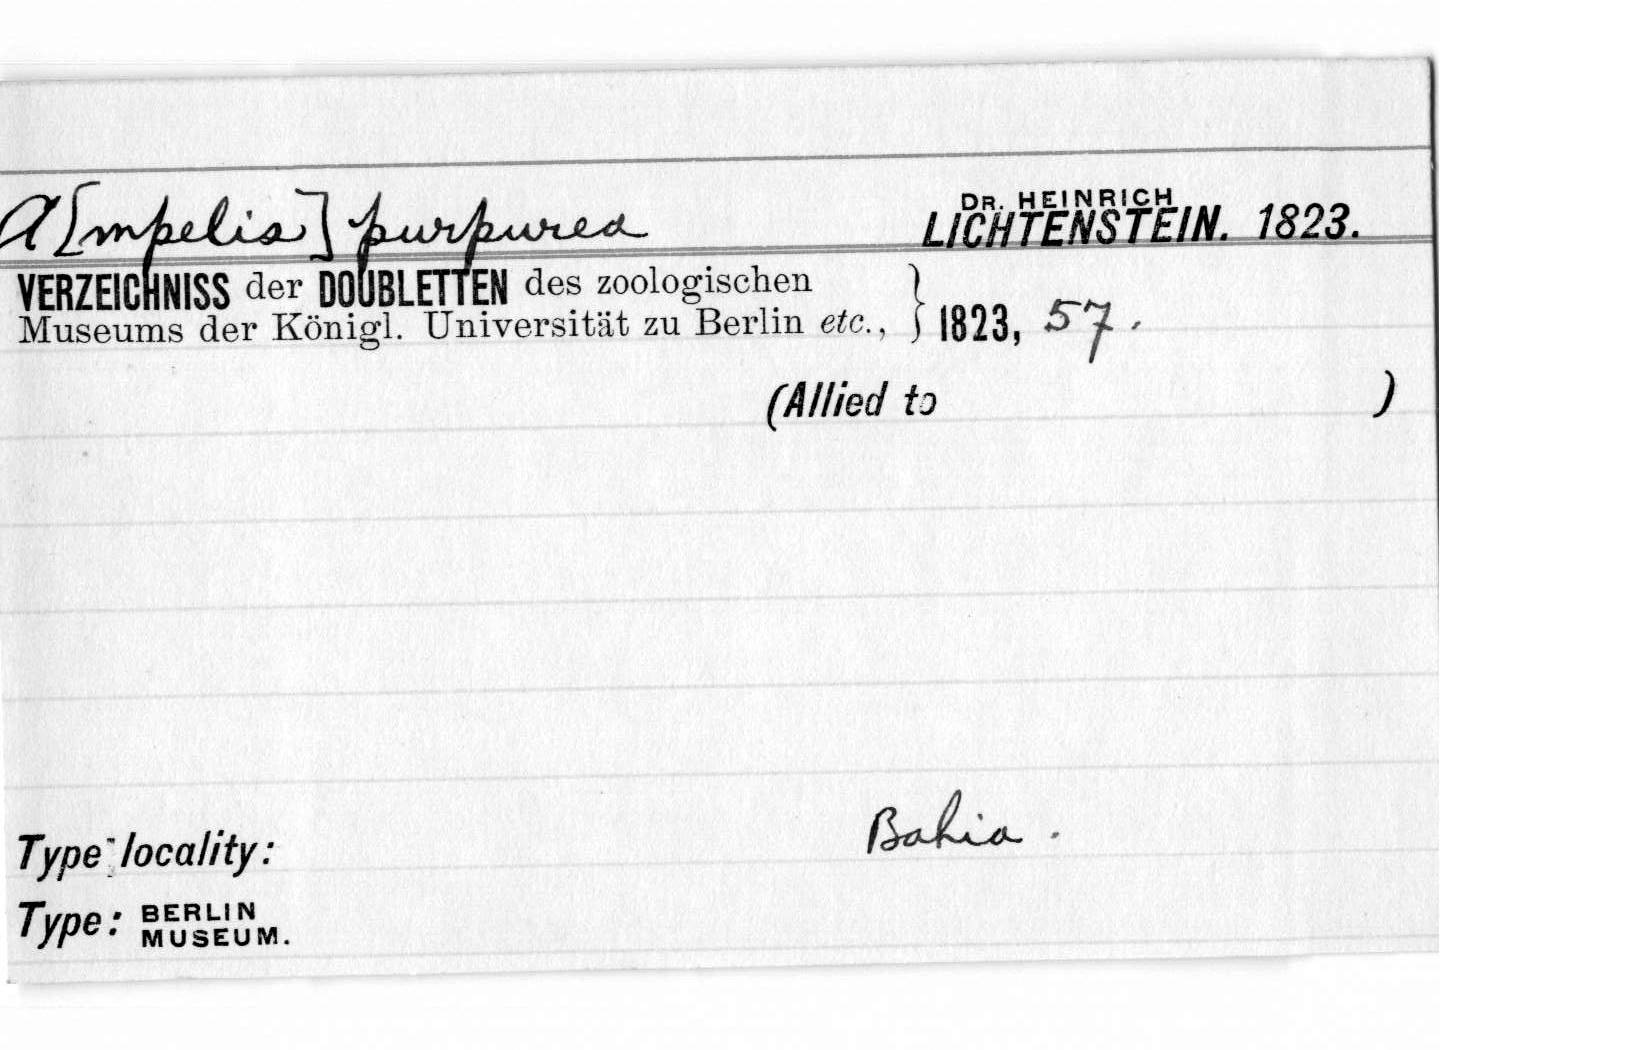 A[mpelis] purpurea DR. HEINRICH LICHTENSTEIN. 1823.
VERZEICHNISS der DOUBLETTEN des zoologischen
Museums der Königl. Universität zu Berlin etc., } 1823, 57.
(Allied to )
Bahia.
Type locality:
Type: BERLIN
MUSEUM.